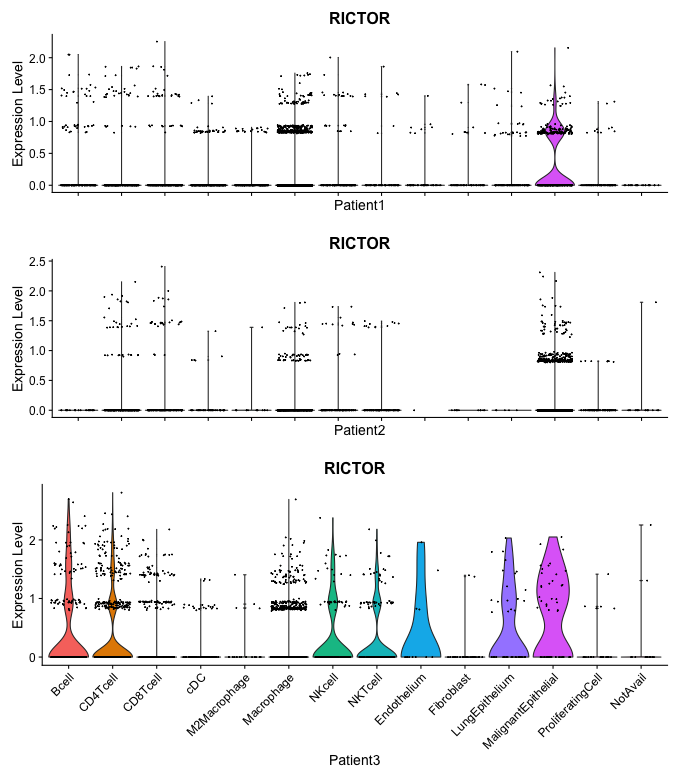 RICTOR
Expression Level
2.0
1.5
1.0
0.5
0.0
Patient1
RICTOR
Expression Level
2.5
2.0
1.5
1.0
0.5
0.0
Patient2
RICTOR
Expression Level
2
1
0
Bcell
CD4Tcell
CD8Tcell
cDC
M2Macrophage
Macrophage
NKcell
NKTcell
Endothelium
Fibroblast
LungEpithelium
MalignantEpithelial
ProliferatingCell
NotAvail
Patient3